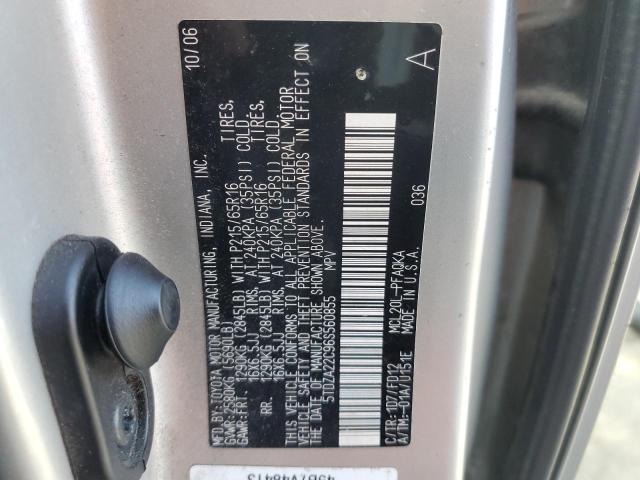 MFD.BY:TOYOTA MOTOR MANUFACTURING, INDIANA, INC. 10/06
GVWR:2580KG (5690LB)
GAWR:FRT. 1290KG (2845LB) WITH P215/65R16 TIRES,
16X6.5JJ RIMS, AT 240KPA (35PSI) COLD.
RR. 1290KG (2845LB) WITH P215/65R16 TIRES,
16X6.5JJ RIMS, AT 240KPA (35PSI) COLD.
THIS VEHICLE CONFORMS TO ALL APPLICABLE FEDERAL MOTOR
VEHICLE SAFETY AND THEFT PREVENTION STANDARDS IN EFFECT ON
THE DATE OF MANUFACTURE SHOWN ABOVE.
5TDZA22C96S560855 MPV
A
036
C/TR:1D7/FD12 MCL20L-PFAQKA
A/TM:-01A/U151E MADE IN U.S.A.
45B7V48413